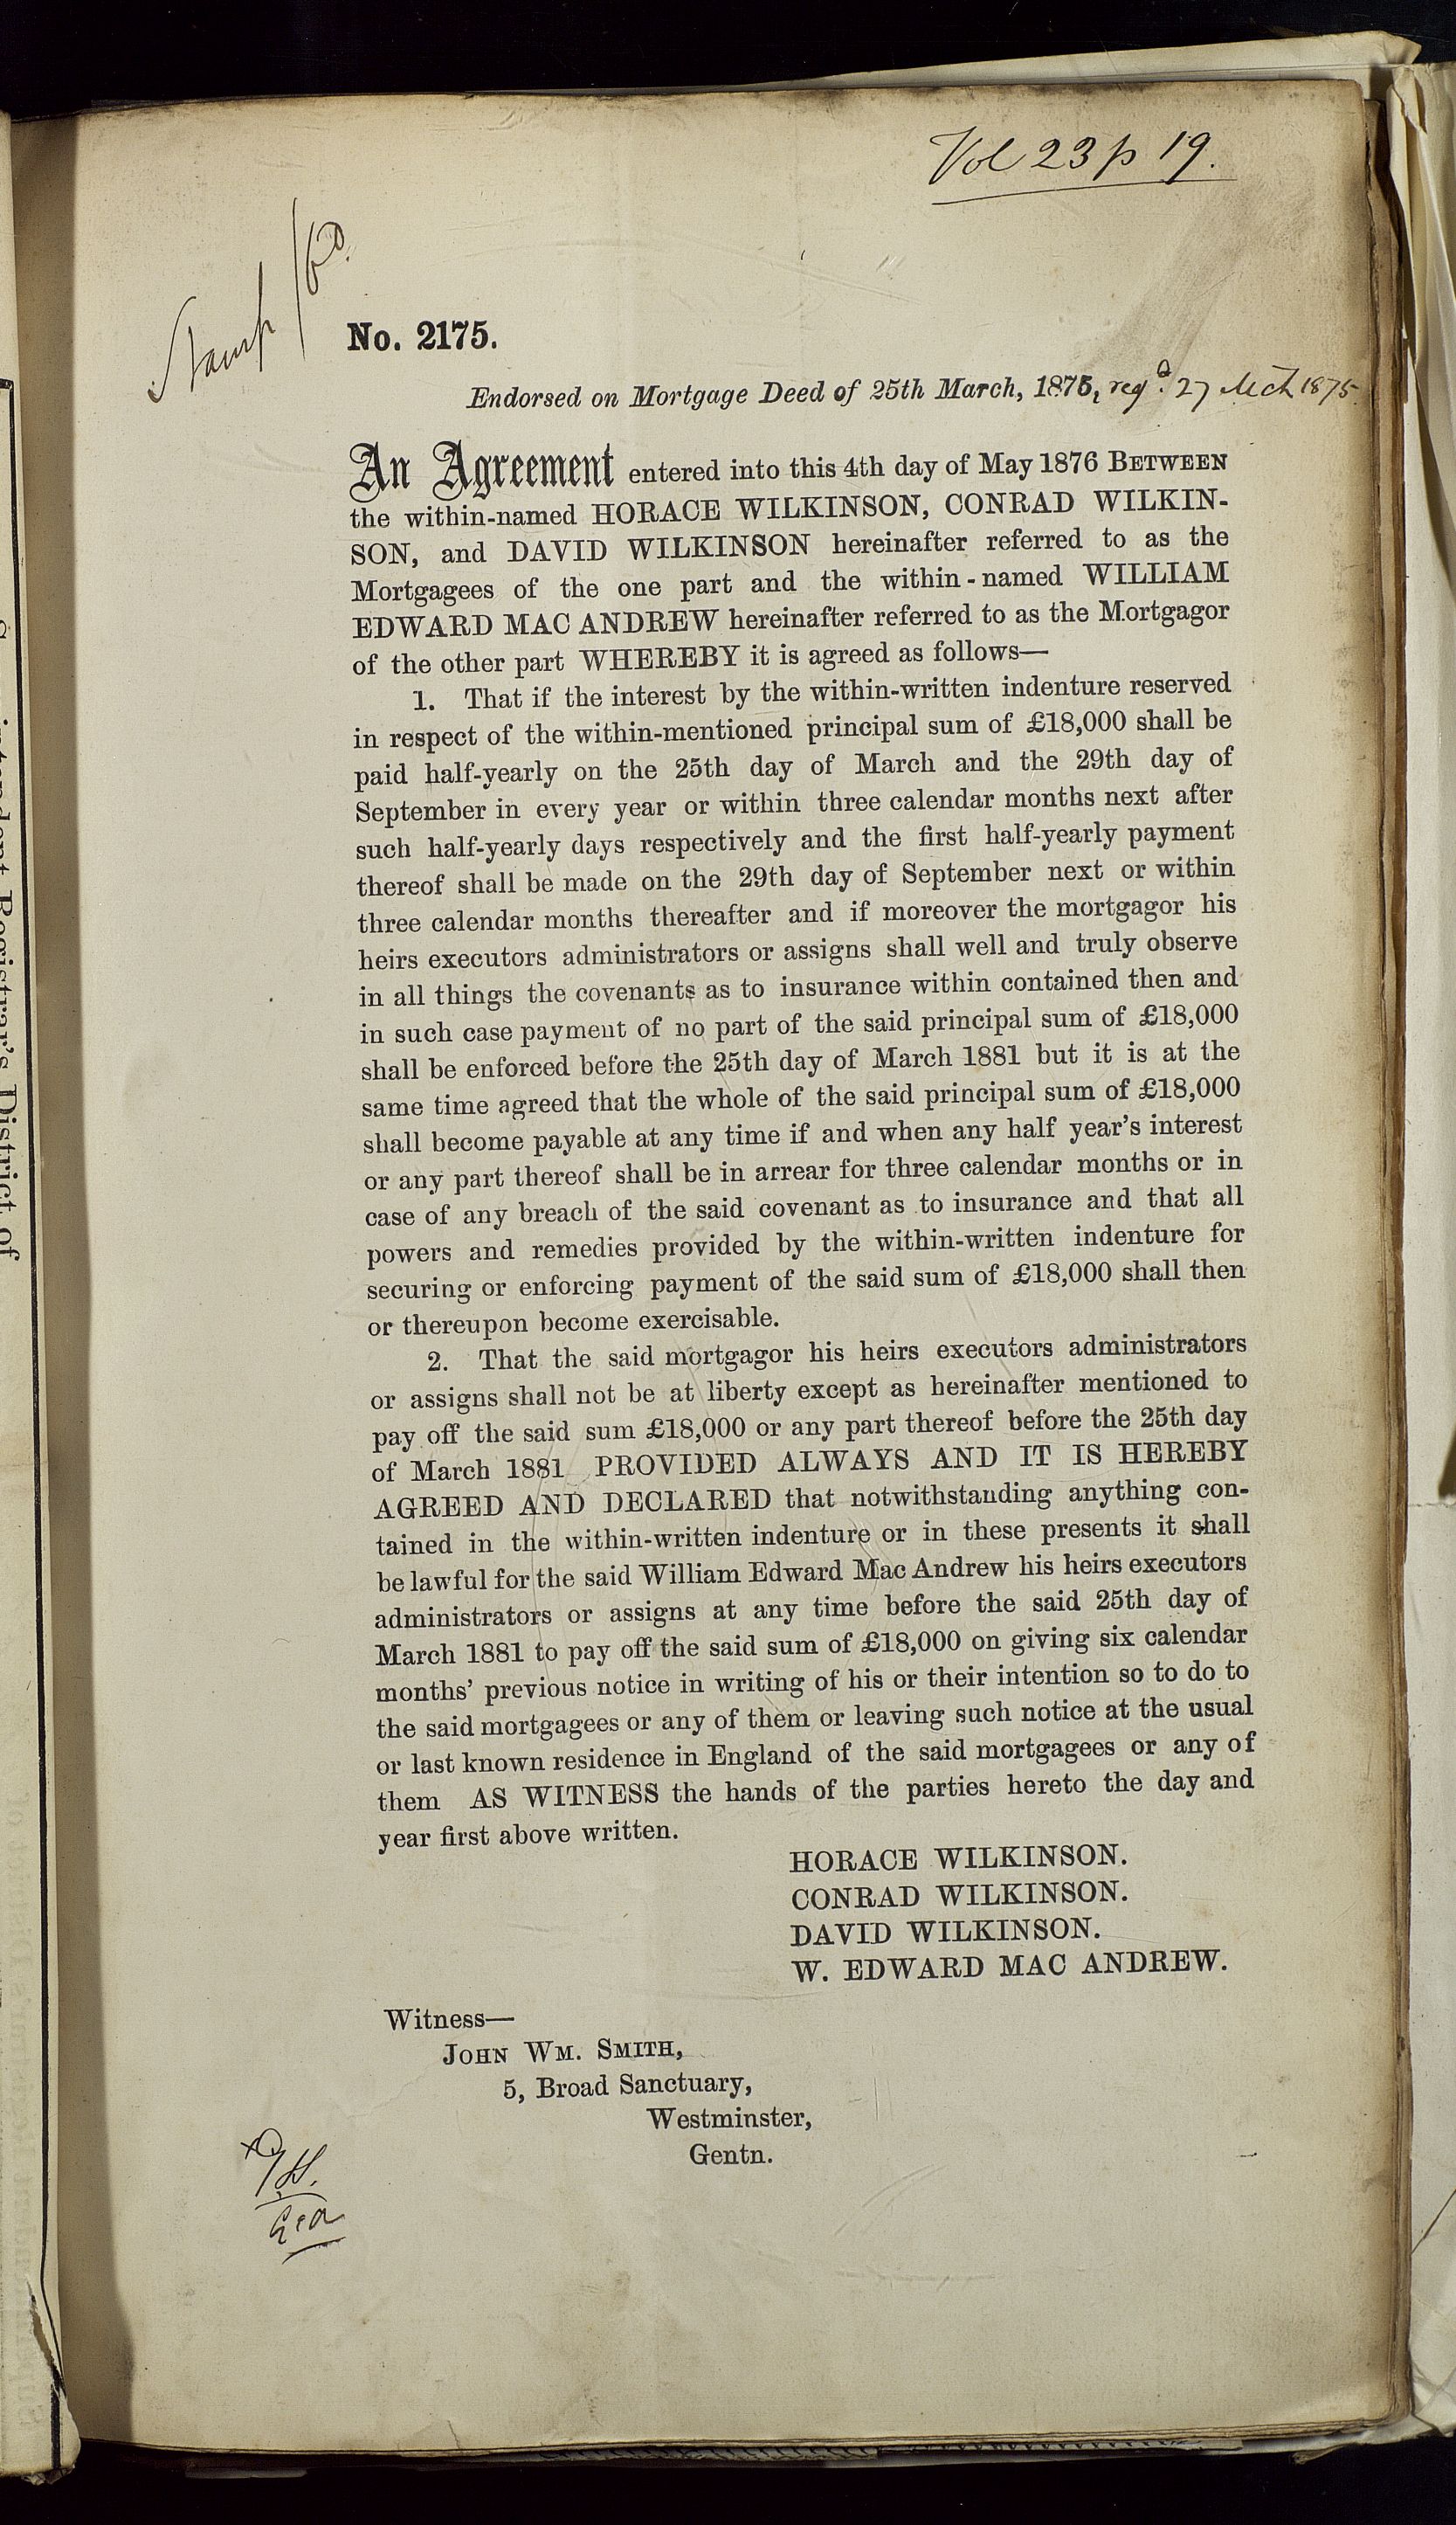 Vol 23 p 19.
Stamp /6D.
No. 2175.
Endorsed on Mortgage Deed of 25th March, 1875, regd. 27 Mch 1875.
An Agreement entered into this 4th day of May 1876 BETWEEN
the within-named HORACE WILKINSON, CONRAD WILKIN-
SON, and DAVID WILKINSON hereinafter referred to as the
Mortgagees of the one part and the within-named WILLIAM
EDWARD MAC ANDREW hereinafter referred to as the Mortgagor
of the other part WHEREBY it is agreed as follows—
1. That if the interest by the within-written indenture reserved
in respect of the within-mentioned principal sum of £18,000 shall be
paid half-yearly on the 25th day of March and the 29th day of
September in every year or within three calendar months next after
such half-yearly days respectively and the first half-yearly payment
thereof shall be made on the 29th day of September next or within
three calendar months thereafter and if moreover the mortgagor his
heirs executors administrators or assigns shall well and truly observe
in all things the covenants as to insurance within contained then and
in such case payment of no part of the said principal sum of £18,000
shall be enforced before the 25th day of March 1881 but it is at the
same time agreed that the whole of the said principal sum of £18,000
shall become payable at any time if and when any half year's interest
or any part thereof shall be in arrear for three calendar months or in
case of any breach of the said covenant as to insurance and that all
powers and remedies provided by the within-written indenture for
securing or enforcing payment of the said sum of £18,000 shall then
or thereupon become exercisable.
2. That the said mortgagor his heirs executors administrators
or assigns shall not be at liberty except as hereinafter mentioned to
pay off the said sum £18,000 or any part thereof before the 25th day
of March 1881 PROVIDED ALWAYS AND IT IS HEREBY
AGREED AND DECLARED that notwithstanding anything con-
tained in the within-written indenture or in these presents it shall
be lawful for the said William Edward Mac Andrew his heirs executors
administrators or assigns at any time before the said 25th day of
March 1881 to pay off the said sum of £18,000 on giving six calendar
months' previous notice in writing of his or their intention so to do to
the said mortgagees or any of them or leaving such notice at the usual
or last known residence in England of the said mortgagees or any of
them AS WITNESS the hands of the parties hereto the day and
year first above written.
HORACE WILKINSON.
CONRAD WILKINSON.
DAVID WILKINSON.
W. EDWARD MAC ANDREW.
Witness—
JOHN WM. SMITH,
5, Broad Sanctuary,
Westminster,
Gentn.
Registrar's District of